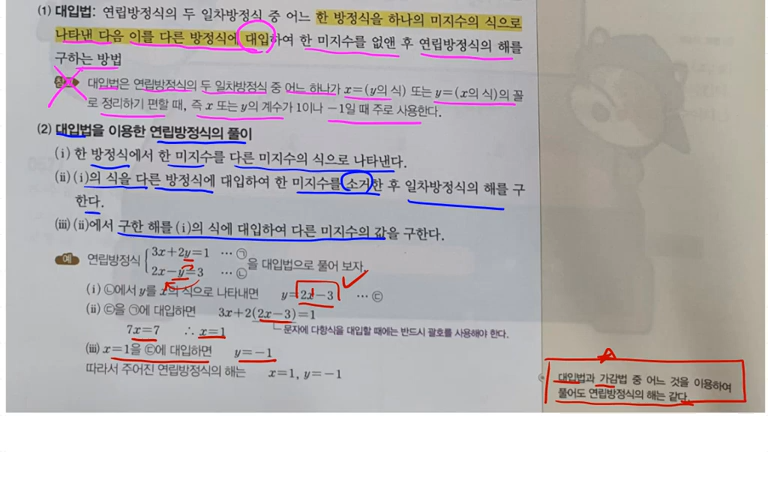 (1) 대입법: 연립방정식의 두 일차방정식 중 어느 한 방정식을 하나의 미지수의 식으로
나타낸 다음 이를 다른 방정식에 대입하여 한 미지수를 없앤 후 연립방정식의 해를
구하는 방법
대입법은 연립방정식의 두 일차방정식 중 어느 하나가 x=(y의 식) 또는 y=(x의 식)의 꼴
로 정리하기 편할 때, 즉 x 또는 y의 계수가 1이나 −1일 때 주로 사용한다.
(2) 대입법을 이용한 연립방정식의 풀이
(i) 한 방정식에서 한 미지수를 다른 미지수의 식으로 나타낸다.
(ii) (i)의 식을 다른 방정식에 대입하여 한 미지수를 소거한 후 일차방정식의 해를 구
한다.
(iii) (ii)에서 구한 해를 (i)의 식에 대입하여 다른 미지수의 값을 구한다.
예 연립방정식 { 3x+2y=1 ⋯ ㉠
2x−y=3 ⋯ ㉡ 을 대입법으로 풀어 보자.
(i) ㉡에서 y를 x의 식으로 나타내면 y=2x−3 ⋯ ㉢
(ii) ㉢을 ㉠에 대입하면 3x+2(2x−3)=1
문자에 다항식을 대입할 때에는 반드시 괄호를 사용해야 한다.
7x=7 ∴ x=1
(iii) x=1을 ㉢에 대입하면 y=−1
따라서 주어진 연립방정식의 해는 x=1, y=−1
대입법과 가감법 중 어느 것을 이용하여
풀어도 연립방정식의 해는 같다.